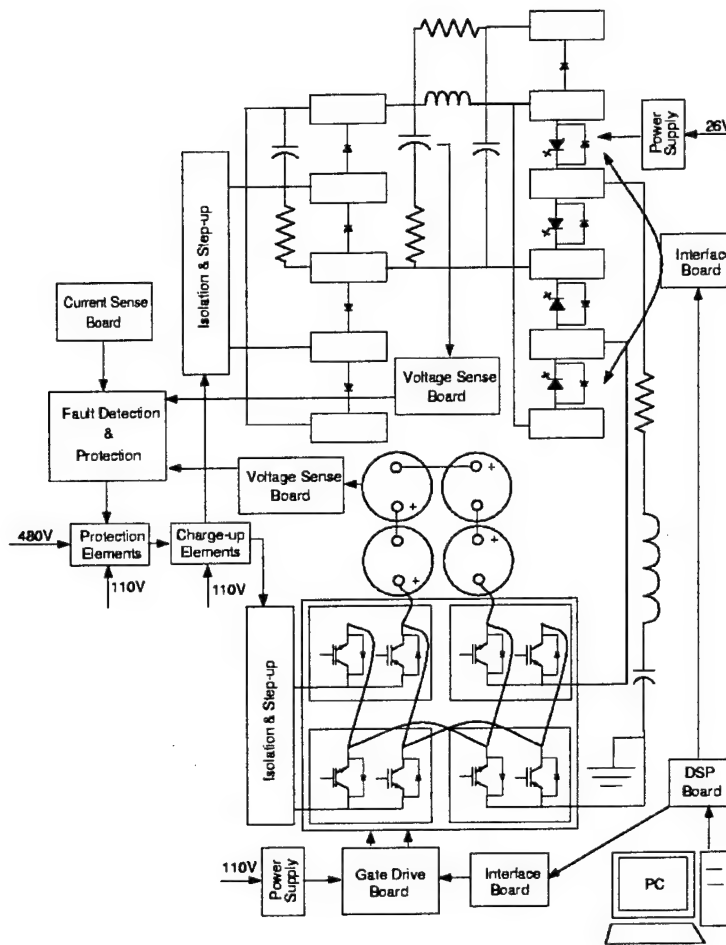 Power
Supply
26V
Isolation & Step-up
Interface
Board
Current Sense
Board
Voltage Sense
Board
Fault Detection
&
Protection
Voltage Sense
Board
+
+
+
+
480V
Protection
Elements
Charge-up
Elements
110V
110V
Isolation & Step-up
DSP
Board
110V
Power
Supply
Gate Drive
Board
Interface
Board
PC